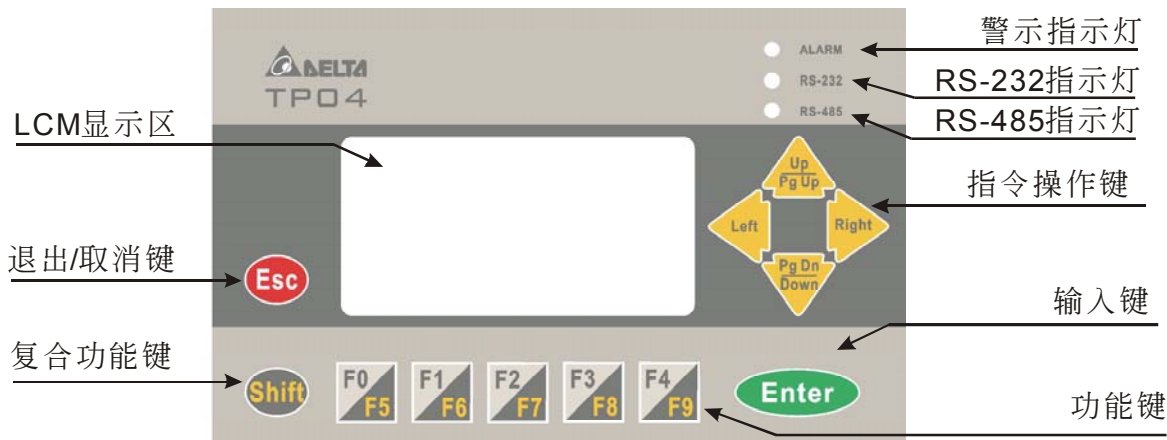 警示指示灯
ALARM
DELTA
RS-232
RS-232指示灯
TP04
RS-485
RS-485指示灯
LCM显示区
Up
Pg Up
指令操作键
Left
Right
退出/取消键
Esc
Pg Dn
Down
输入键
复合功能键
Shift
F0
F5
F1
F6
F2
F7
F3
F8
F4
F9
Enter
功能键